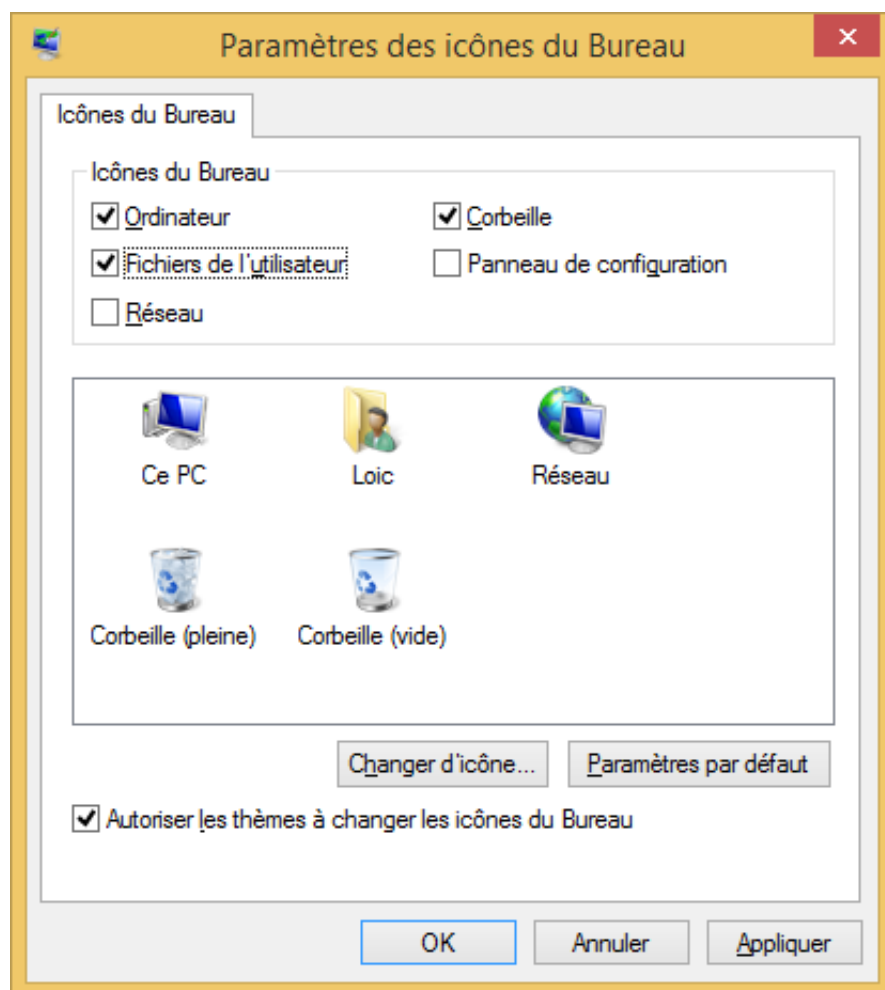 Paramètres des icônes du Bureau
Icônes du Bureau
Icônes du Bureau
Ordinateur
Corbeille
Fichiers de l'utilisateur
Panneau de configuration
Réseau
Ce PC
Loic
Réseau
Corbeille (pleine)
Corbeille (vide)
Changer d'icône...
Paramètres par défaut
Autoriser les thèmes à changer les icônes du Bureau
OK
Annuler
Appliquer